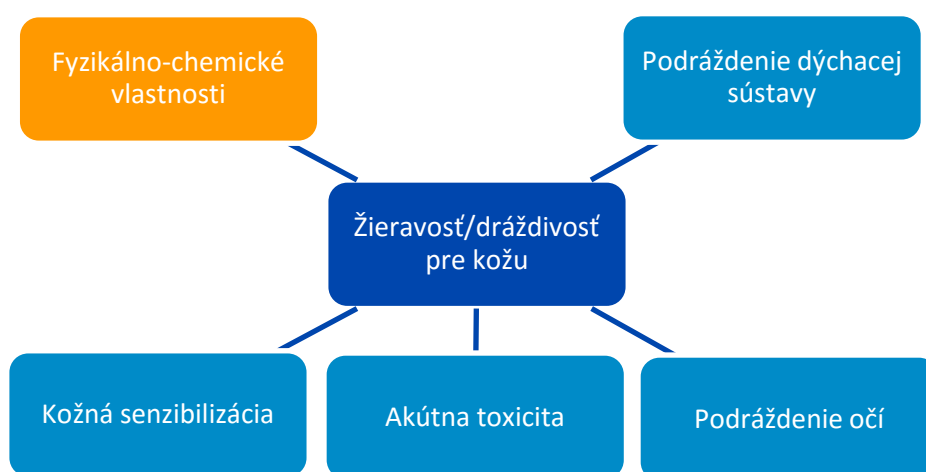 Fyzikálno-chemické
vlastnosti
Podráždenie dýchacej
sústavy
Žieravosť/dráždivosť
pre kožu
Kožná senzibilizácia
Akútna toxicita
Podráždenie očí